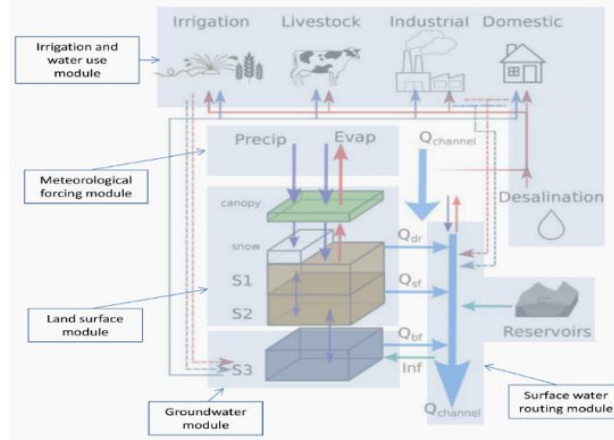 Irrigation Livestock Industrial Domestic
Irrigation and
water use
module
Precip Evap
Qchannel
Meteorological
forcing module
Desalination
canopy
snow
Qdr
S1
Qsf
S2
Land surface
module
Reservoirs
Qbf
S3
Inf
Groundwater
module
Qchannel
Surface water
routing module